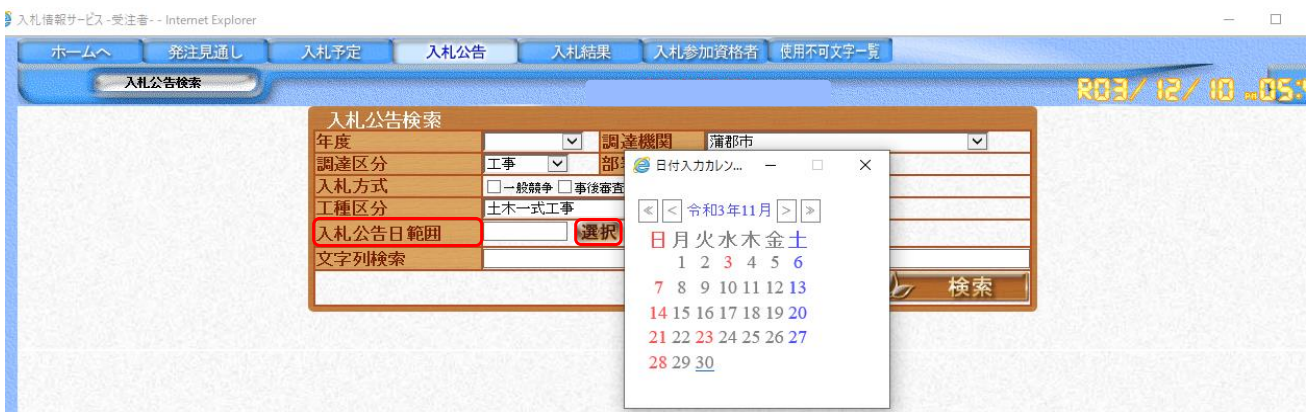 入札情報サービス -受注者- - Internet Explorer
ホームへ 発注見通し 入札予定 入札公告 入札結果 入札参加資格者 使用不可文字一覧
入札公告検索
R03/12/10 PM 05:
入札公告検索
年度 調達機関 蒲郡市
調達区分 工事 部
入札方式 一般競争 事後審査
工種区分 土木一式工事
入札公告日範囲 選択
文字列検索
検索
日付入力カレン...
≪ < 令和3年11月 > ≫
日 月 火 水 木 金 土
1 2 3 4 5 6
7 8 9 10 11 12 13
14 15 16 17 18 19 20
21 22 23 24 25 26 27
28 29 30